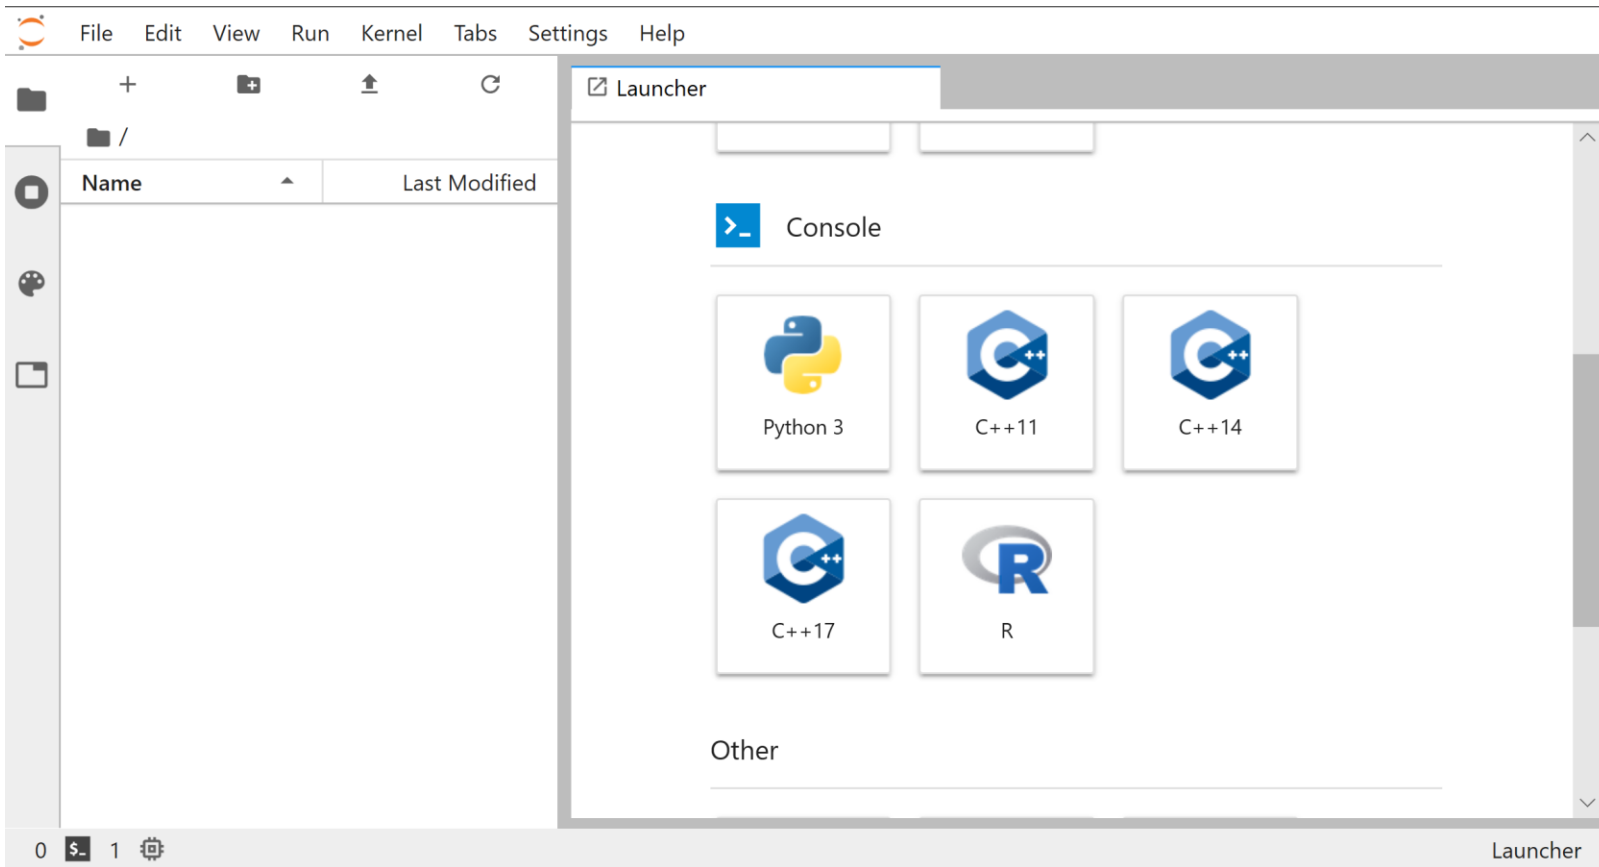 File Edit View Run Kernel Tabs Settings Help
Launcher
/
Name Last Modified
Console
Python 3 C++11 C++14
C++17 R
Other
0 $_ 1 Launcher